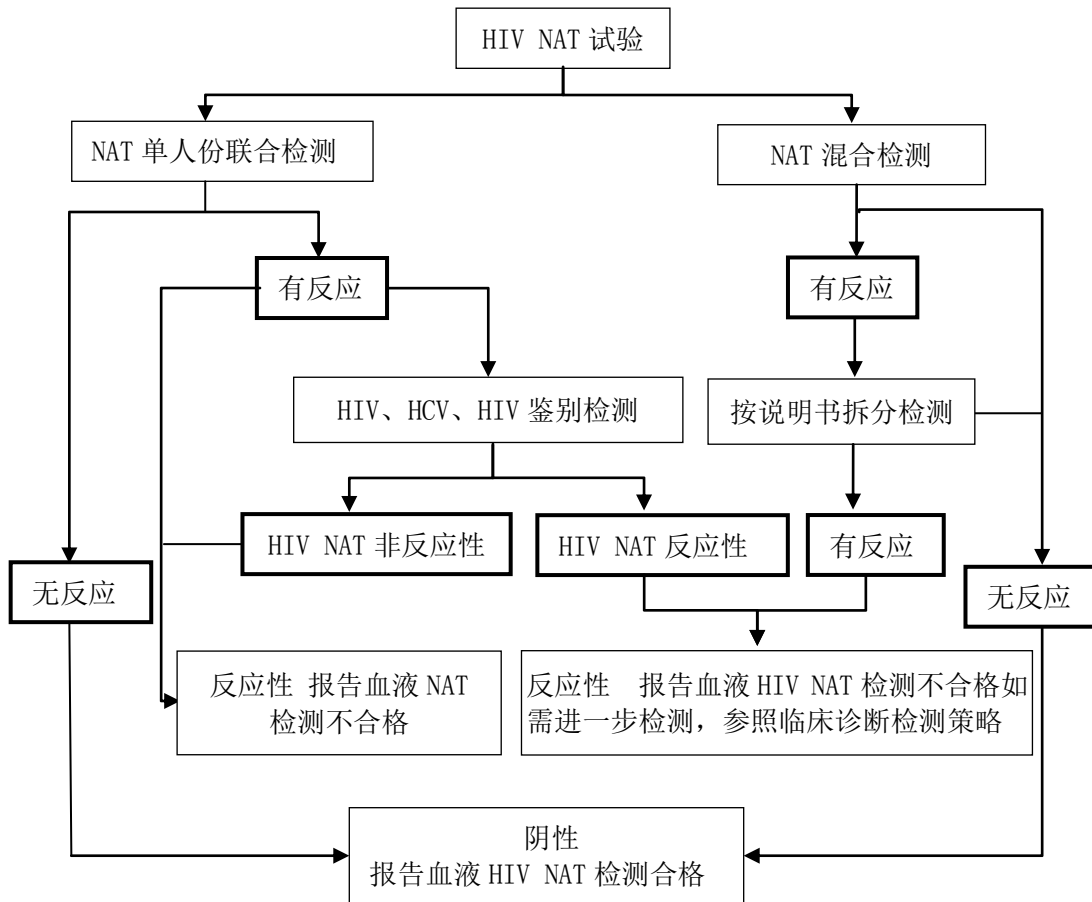 HIV NAT 试验
NAT 单人份联合检测
NAT 混合检测
有反应
有反应
HIV、HCV、HIV 鉴别检测
按说明书拆分检测
HIV NAT 非反应性
HIV NAT 反应性
有反应
无反应
无反应
反应性 报告血液 NAT
检测不合格
反应性 报告血液 HIV NAT 检测不合格如
需进一步检测，参照临床诊断检测策略
阴性
报告血液 HIV NAT 检测合格